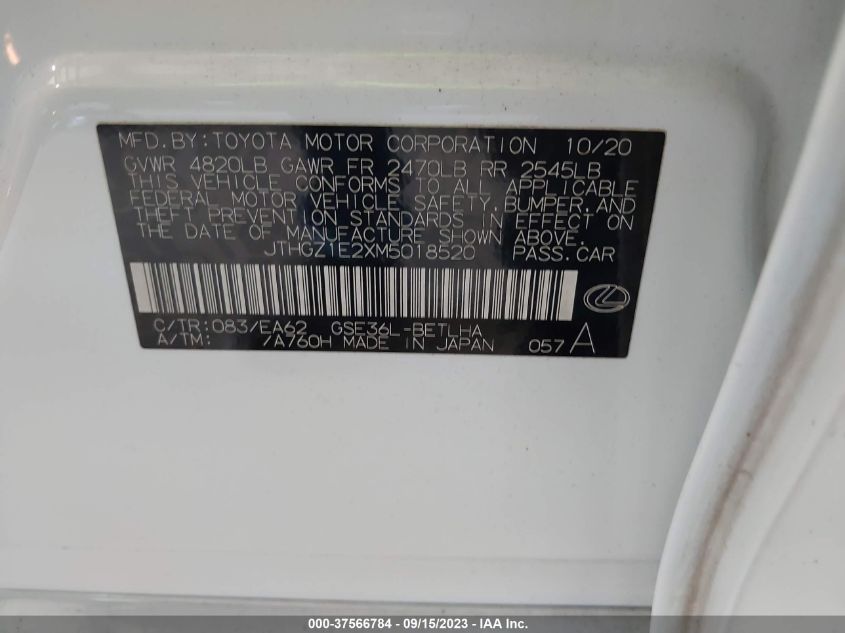 MFD.BY:TOYOTA MOTOR CORPORATION 10/20
GVWR 4820LB GAWR FR 2470LB RR 2545LB
THIS VEHICLE CONFORMS TO ALL APPLICABLE
FEDERAL MOTOR VEHICLE SAFETY,BUMPER,AND
THEFT PREVENTION STANDARDS IN EFFECT ON
THE DATE OF MANUFACTURE SHOWN ABOVE.
JTHGZ1E2XM5018520 PASS.CAR
C/TR:083/EA62 GSE36L-BETLHA
A/TM: /A760H MADE IN JAPAN 057A
000-37566784 - 09/15/2023 - IAA Inc.